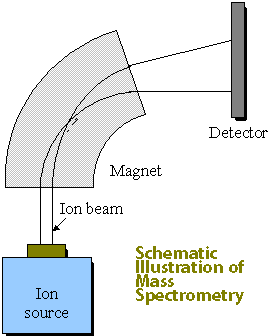 Detector
Magnet
Ion beam
Schematic
Illustration of
Mass
Spectrometry
Ion
source